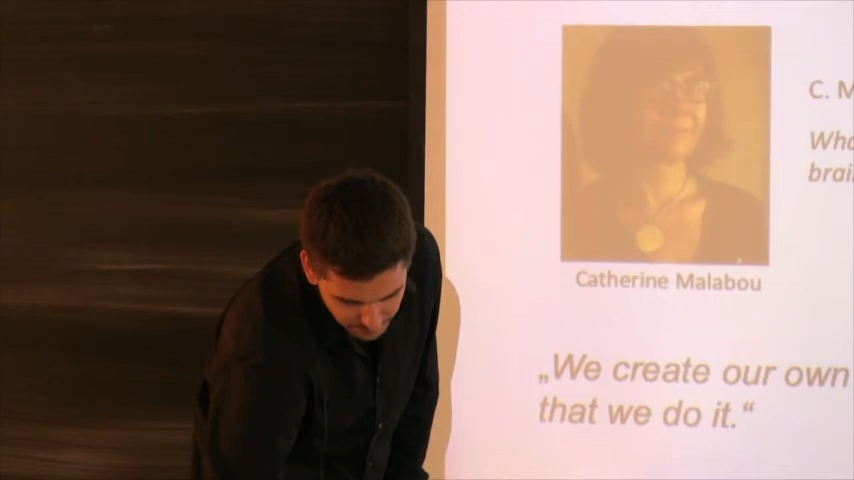 C. M
Wha
brai
Catherine Malabou
„We create our own
that we do it.“